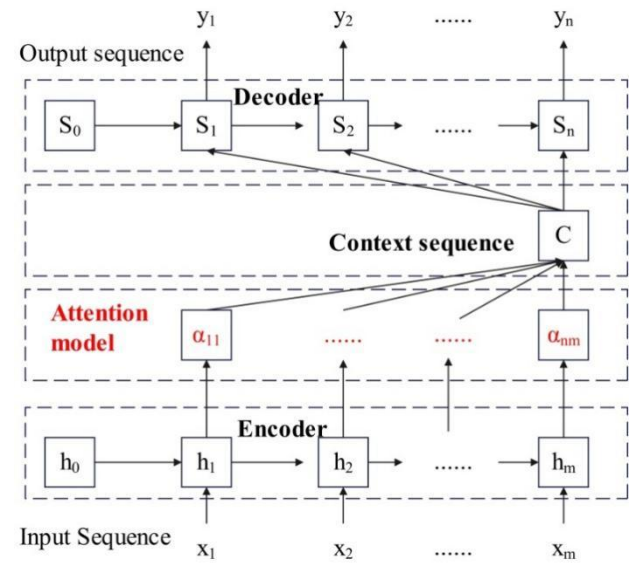 y₁ y₂ ...... yₙ
Output sequence
Decoder
S₀ S₁ S₂ ...... Sₙ
Context sequence C
Attention
model
α₁₁ ...... ...... αₙₘ
Encoder
h₀ h₁ h₂ ...... hₘ
Input Sequence
x₁ x₂ ...... xₘ